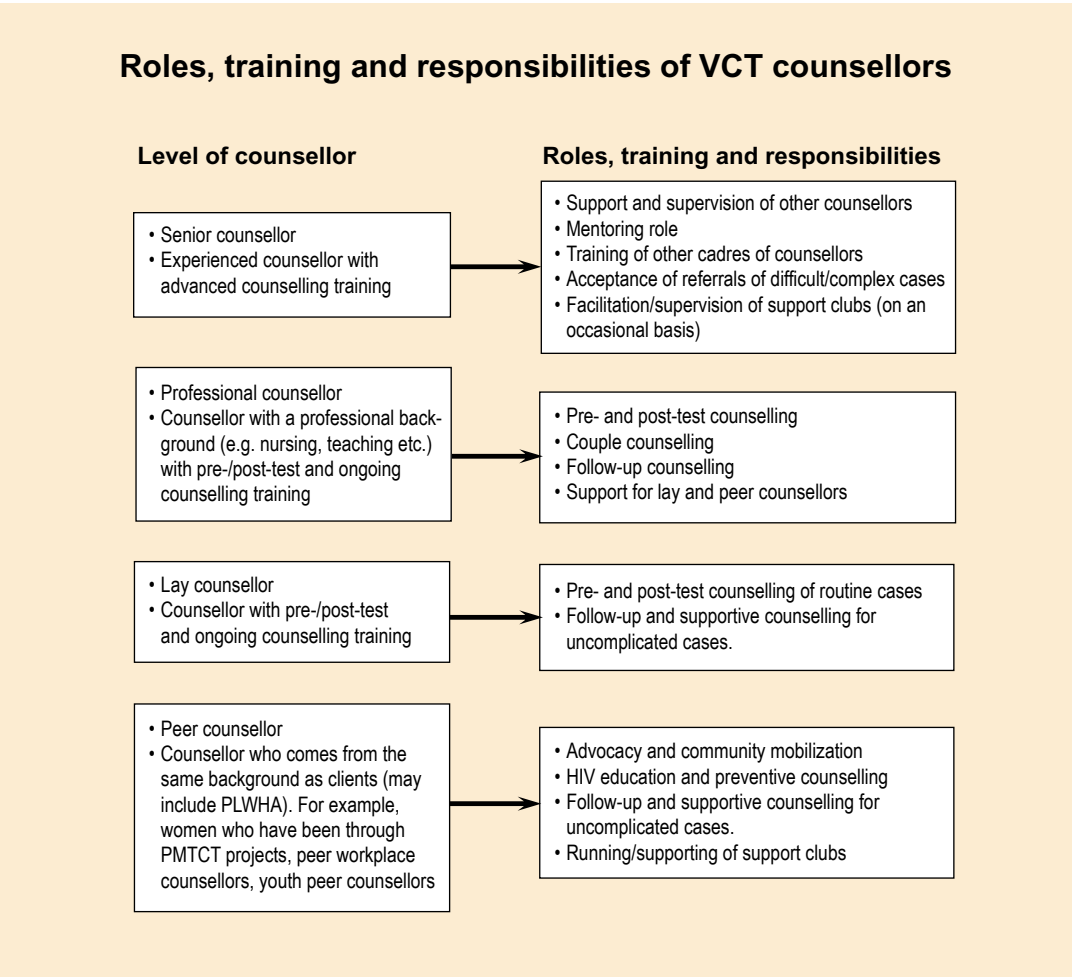 Roles, training and responsibilities of VCT counsellors
Level of counsellor
Roles, training and responsibilities
• Senior counsellor
• Experienced counsellor with
advanced counselling training
• Support and supervision of other counsellors
• Mentoring role
• Training of other cadres of counsellors
• Acceptance of referrals of difficult/complex cases
• Facilitation/supervision of support clubs (on an
occasional basis)
• Professional counsellor
• Counsellor with a professional back-
ground (e.g. nursing, teaching etc.)
with pre-/post-test and ongoing
counselling training
• Pre- and post-test counselling
• Couple counselling
• Follow-up counselling
• Support for lay and peer counsellors
• Lay counsellor
• Counsellor with pre-/post-test
and ongoing counselling training
• Pre- and post-test counselling of routine cases
• Follow-up and supportive counselling for
uncomplicated cases.
• Peer counsellor
• Counsellor who comes from the
same background as clients (may
include PLWHA). For example,
women who have been through
PMTCT projects, peer workplace
counsellors, youth peer counsellors
• Advocacy and community mobilization
• HIV education and preventive counselling
• Follow-up and supportive counselling for
uncomplicated cases.
• Running/supporting of support clubs